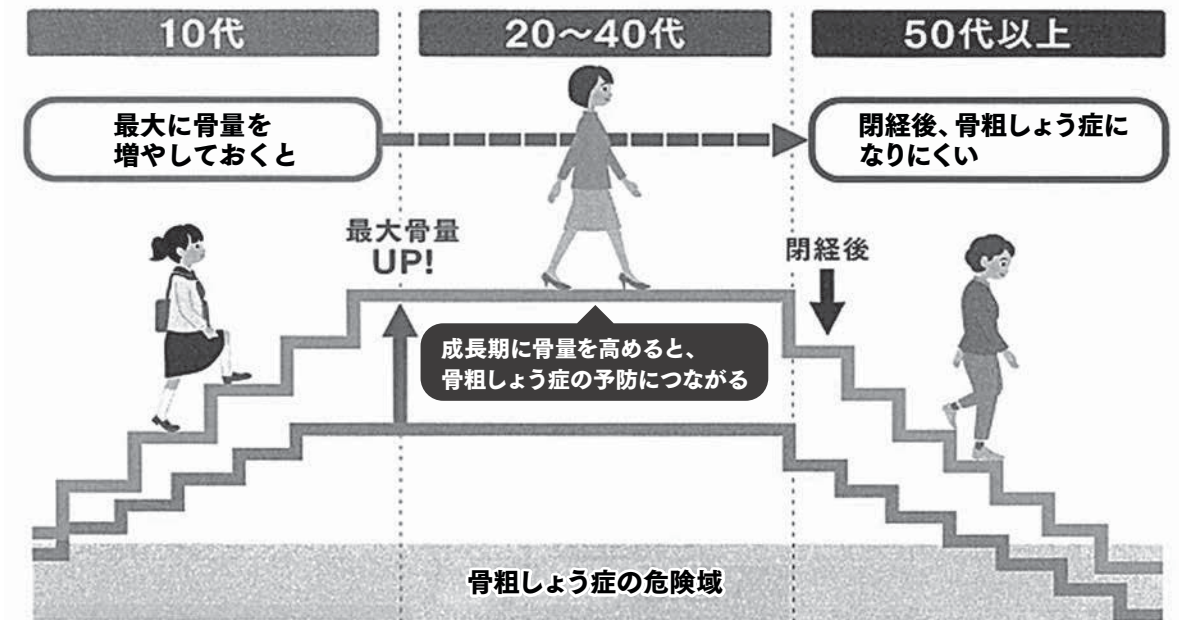 10代
20〜40代
50代以上
最大に骨量を
増やしておくと
閉経後、骨粗しょう症に
なりにくい
最大骨量
UP!
閉経後
成長期に骨量を高めると、
骨粗しょう症の予防につながる
骨粗しょう症の危険域